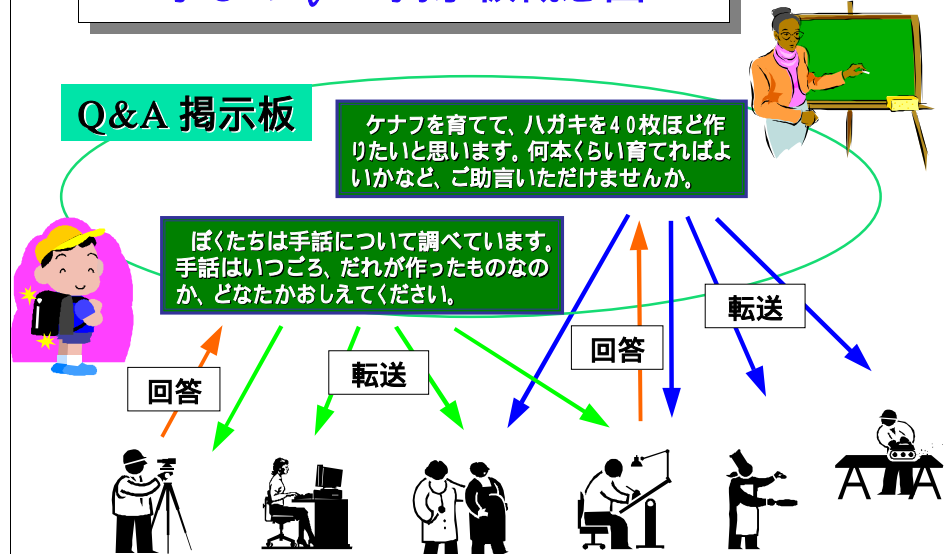 Q&A 掲示板
ケナフを育てて、ハガキを40枚ほど作
りたいと思います。何本くらい育てればよ
いかなど、ご助言いただけませんか。
ぼくたちは手話について調べています。
手話はいつごろ、だれが作ったものなの
か、どなたかおしえてください。
転送
回答
転送
回答